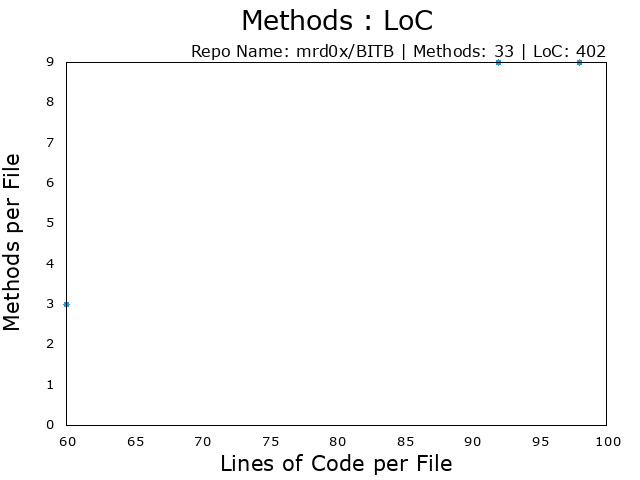 Methods : LoC
Repo Name: mrd0x/BITB | Methods: 33 | LoC: 402
9
8
7
6
5
4
3
2
1
0
Methods per File
60 65 70 75 80 85 90 95 100
Lines of Code per File